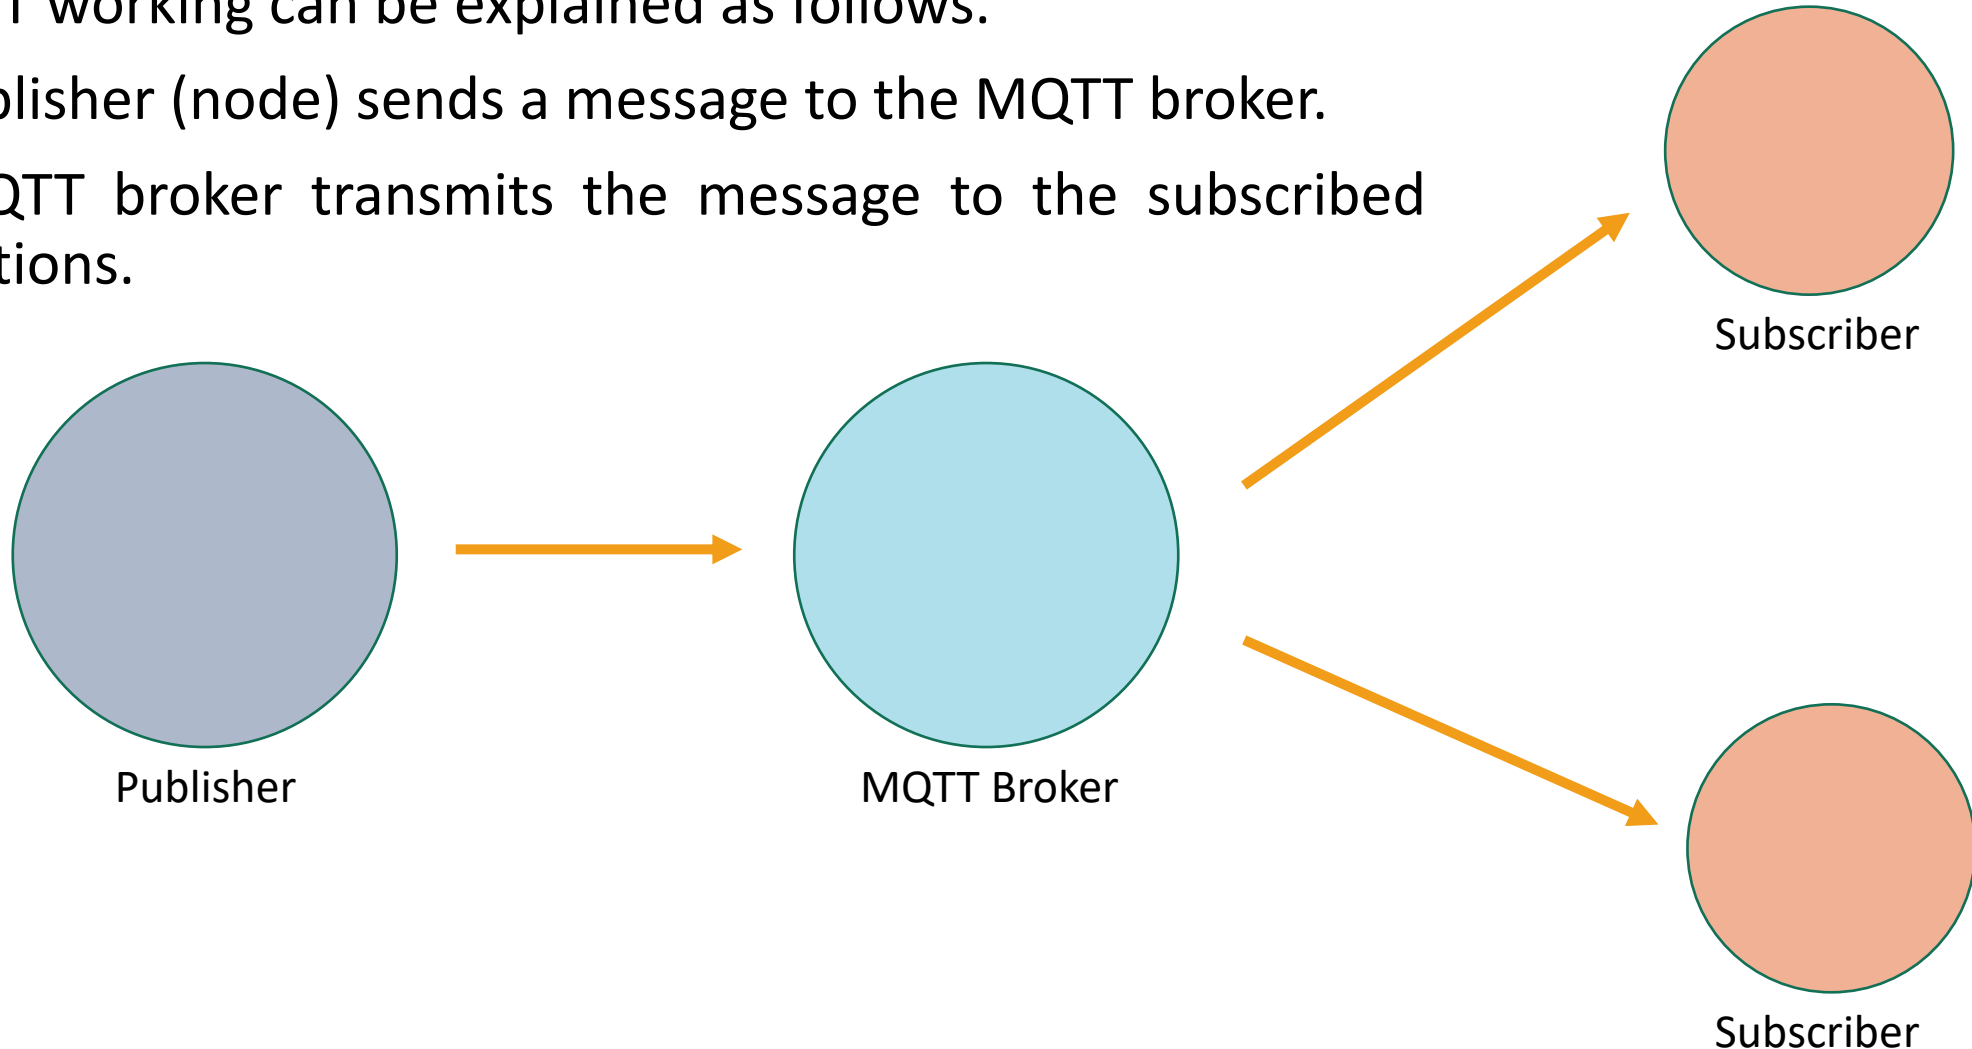 T working can be explained as follows.
blisher (node) sends a message to the MQTT broker.
QTT broker transmits the message to the subscribed
tions.
Subscriber
Publisher
MQTT Broker
Subscriber